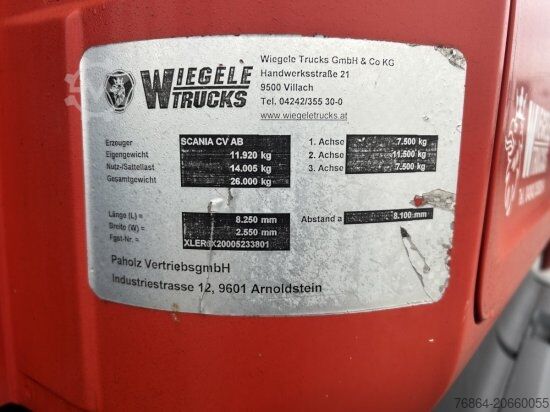 WIEGELE
TRUCKS
Wiegele Trucks GmbH & Co KG
Handwerksstraße 21
9500 Villach
Tel. 04242/355 30-0
www.wiegeletrucks.at
Erzeuger SCANIA CV AB
Eigengewicht 11.920 kg
Nutz-/Sattellast 14.005 kg
Gesamtgewicht 26.000 kg
1. Achse 7.500 kg
2. Achse 11.500 kg
3. Achse 7.500 kg
Länge (L) = 8.250 mm
Breite (W) = 2.550 mm
Fgst-Nr. = XLER6X20005233801
Abstand a 8.100 mm
Paholz VertriebsgmbH
Industriestrasse 12, 9601 Arnoldstein
76864-20660055